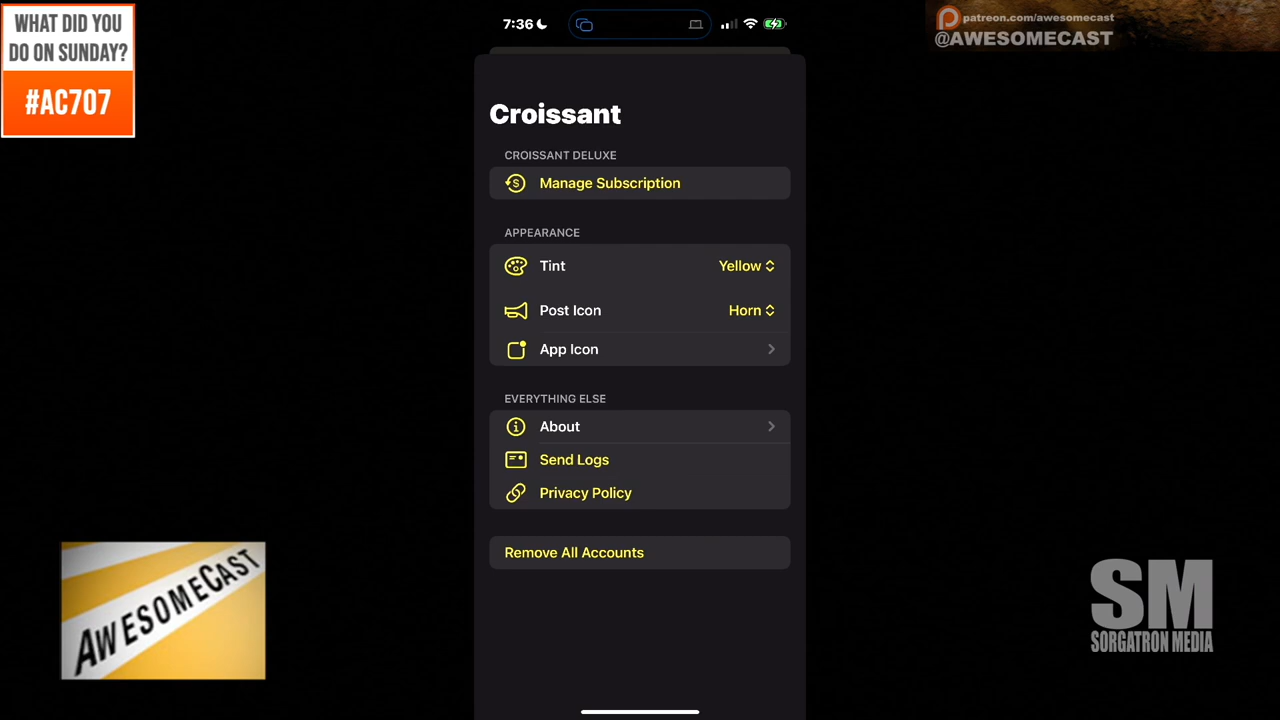 WHAT DID YOU
DO ON SUNDAY?
#AC707
7:36
patreon.com/awesomecast
@AWESOMECAST
Croissant
CROISSANT DELUXE
Manage Subscription
APPEARANCE
Tint Yellow
Post Icon Horn
App Icon
EVERYTHING ELSE
About
Send Logs
Privacy Policy
Remove All Accounts
AWESOMECAST
SM
SORGATRON MEDIA